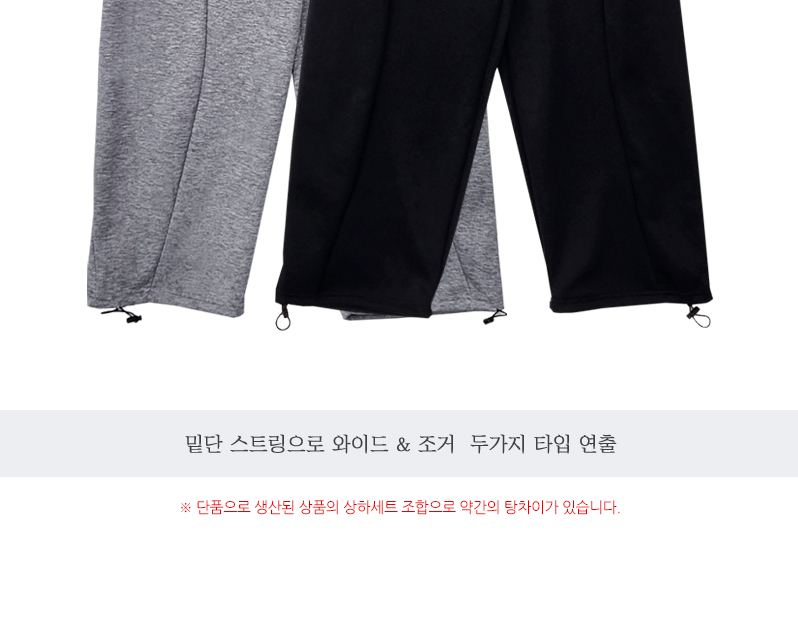 밑단 스트링으로 와이드 & 조거 두가지 타입 연출
※ 단품으로 생산된 상품의 상하세트 조합으로 약간의 탕차이가 있습니다.